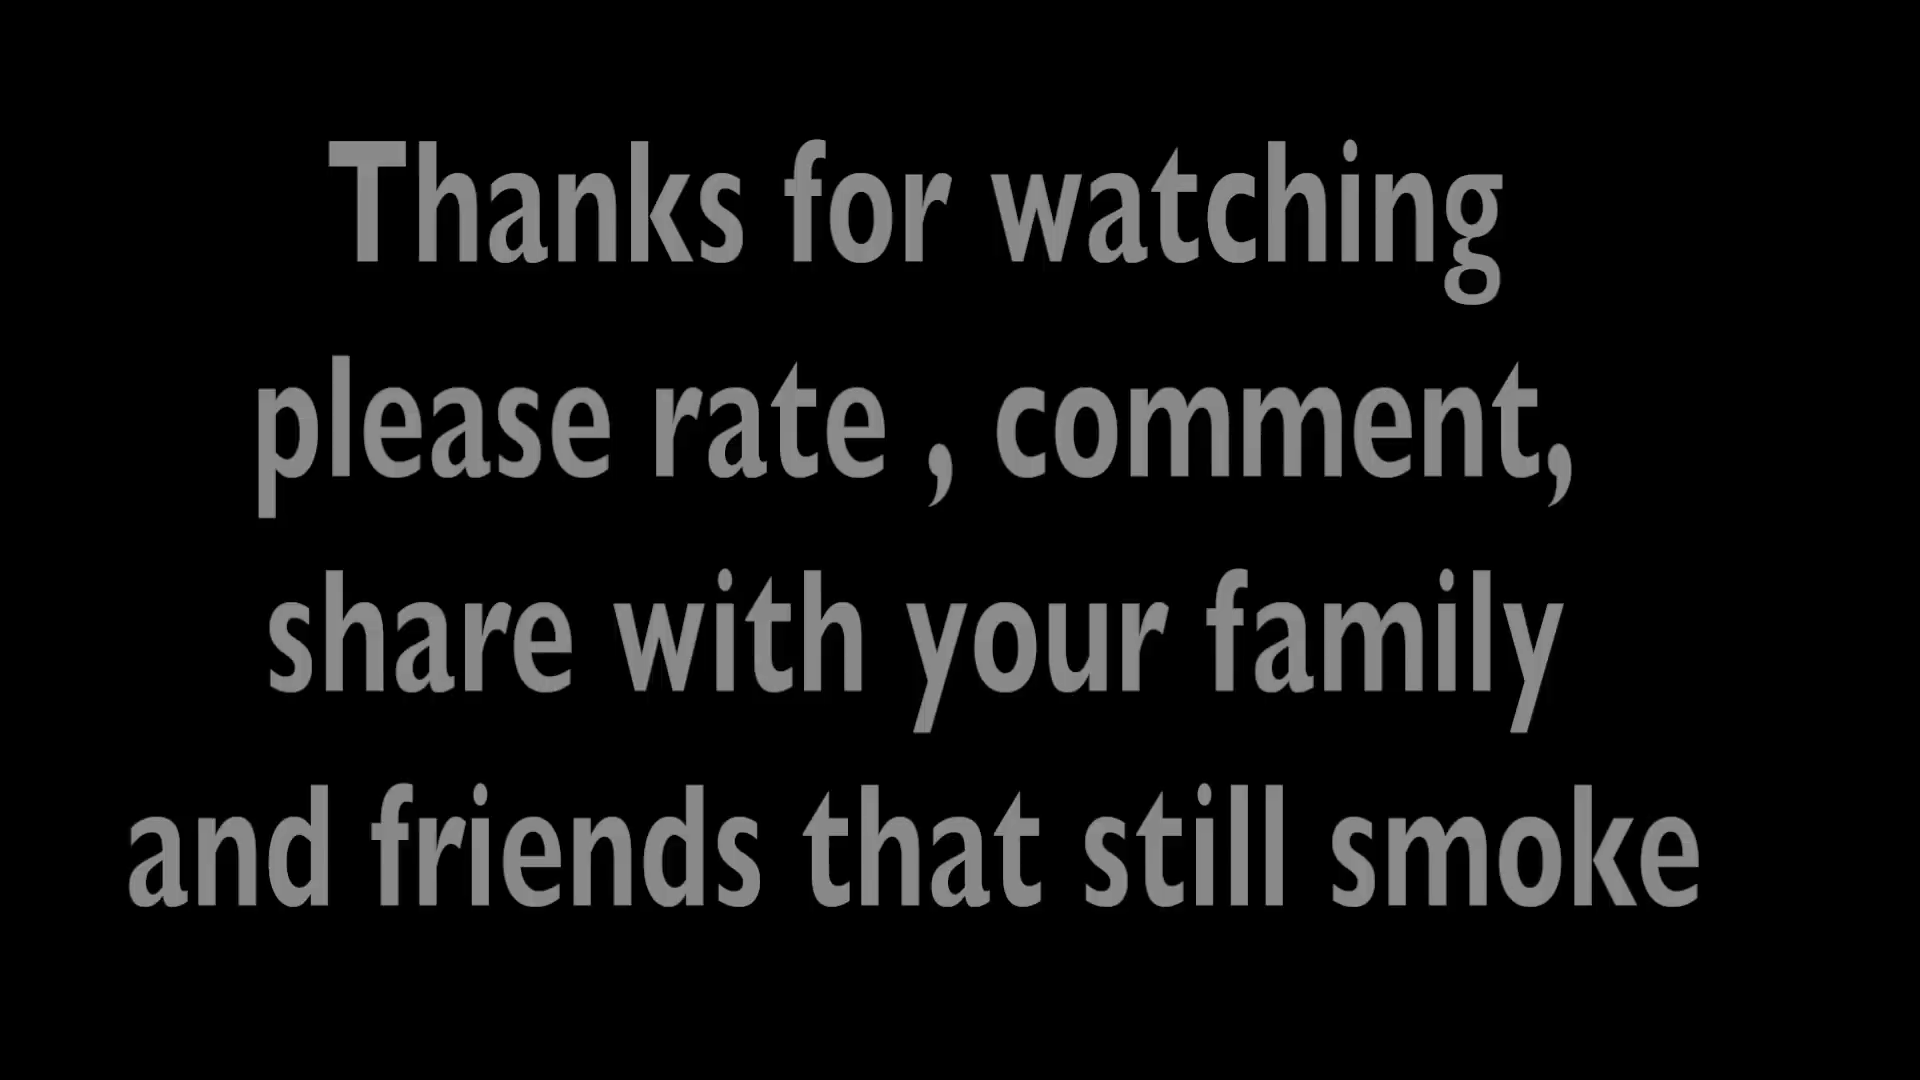 Thanks for watching
please rate , comment,
share with your family
and friends that still smoke